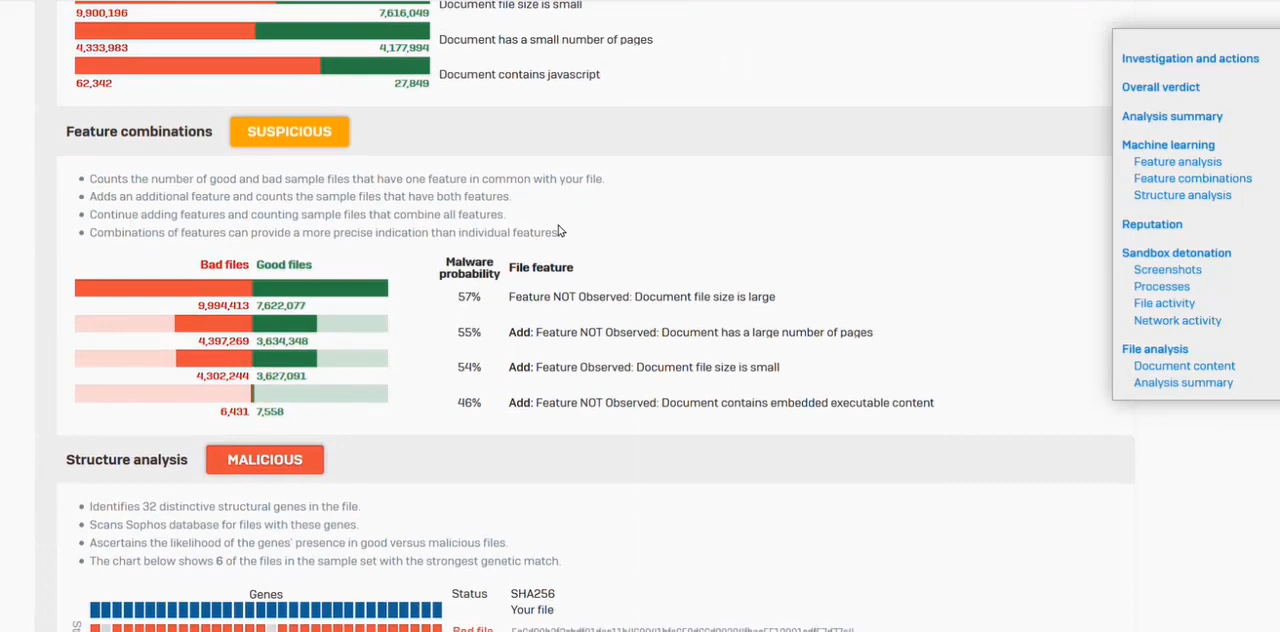 Document file size is small
9,900,196 7,616,049
Document has a small number of pages
4,333,983 4,177,994
Document contains javascript
62,342 27,849
Feature combinations SUSPICIOUS
Counts the number of good and bad sample files that have one feature in common with your file.
Adds an additional feature and counts the sample files that have both features.
Continue adding features and counting sample files that combine all features.
Combinations of features can provide a more precise indication than individual features
Bad files Good files Malware probability File feature
57% Feature NOT Observed: Document file size is large
9,994,413 7,622,077
55% Add: Feature NOT Observed: Document has a large number of pages
4,397,269 3,634,348
54% Add: Feature Observed: Document file size is small
4,302,244 3,627,091
46% Add: Feature NOT Observed: Document contains embedded executable content
6,431 7,558
Structure analysis MALICIOUS
Identifies 32 distinctive structural genes in the file.
Scans Sophos database for files with these genes.
Ascertains the likelihood of the genes' presence in good versus malicious files.
The chart below shows 6 of the files in the sample set with the strongest genetic match.
Genes Status SHA256
Your file
Bad file
Investigation and actions
Overall verdict
Analysis summary
Machine learning
Feature analysis
Feature combinations
Structure analysis
Reputation
Sandbox detonation
Screenshots
Processes
File activity
Network activity
File analysis
Document content
Analysis summary